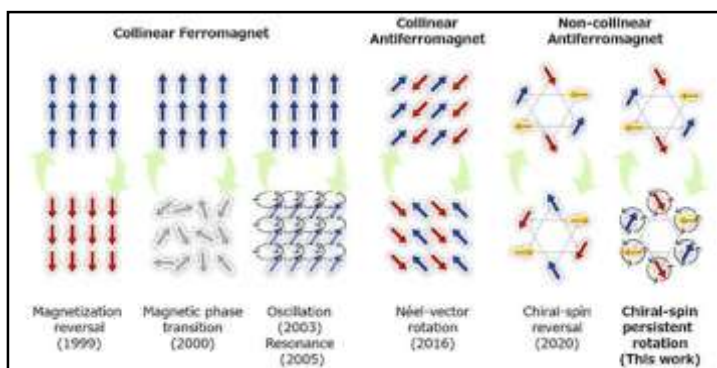 Collinear Ferromagnet
Collinear
Antiferromagnet
Non-collinear
Antiferromagnet
Magnetization
reversal
(1999)
Magnetic phase
transition
(2000)
Oscillation
(2003)
Resonance
(2005)
Néel-vector
rotation
(2016)
Chiral-spin
reversal
(2020)
Chiral-spin
persistent
rotation
(This work)